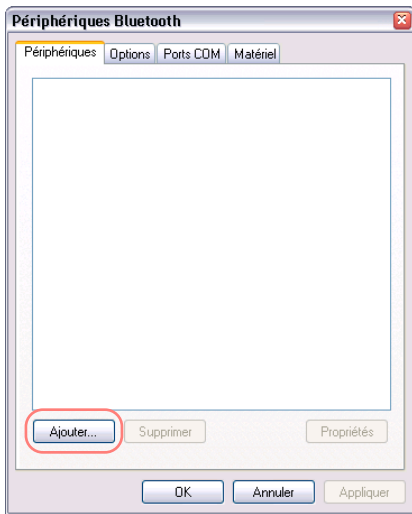 Périphériques Bluetooth
Périphériques Options Ports COM Matériel
Ajouter... Supprimer Propriétés
OK Annuler Appliquer